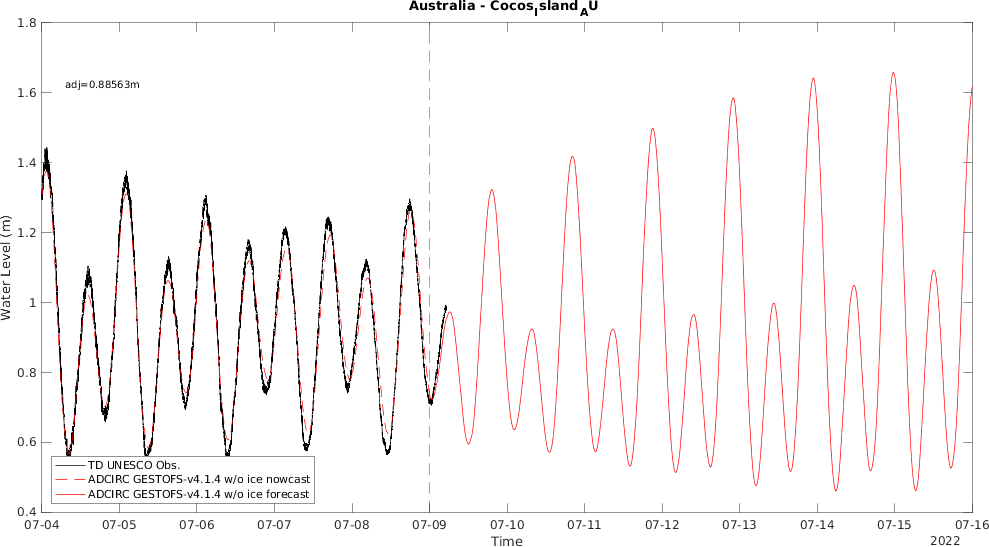 Australia - Cocos_Island_AU
adj=0.88563m
Water Level (m)
1.8
1.6
1.4
1.2
1
0.8
0.6
0.4
TD UNESCO Obs.
ADCIRC GESTOFS-v4.1.4 w/o ice nowcast
ADCIRC GESTOFS-v4.1.4 w/o ice forecast
07-04 07-05 07-06 07-07 07-08 07-09 07-10 07-11 07-12 07-13 07-14 07-15 07-16
Time
2022